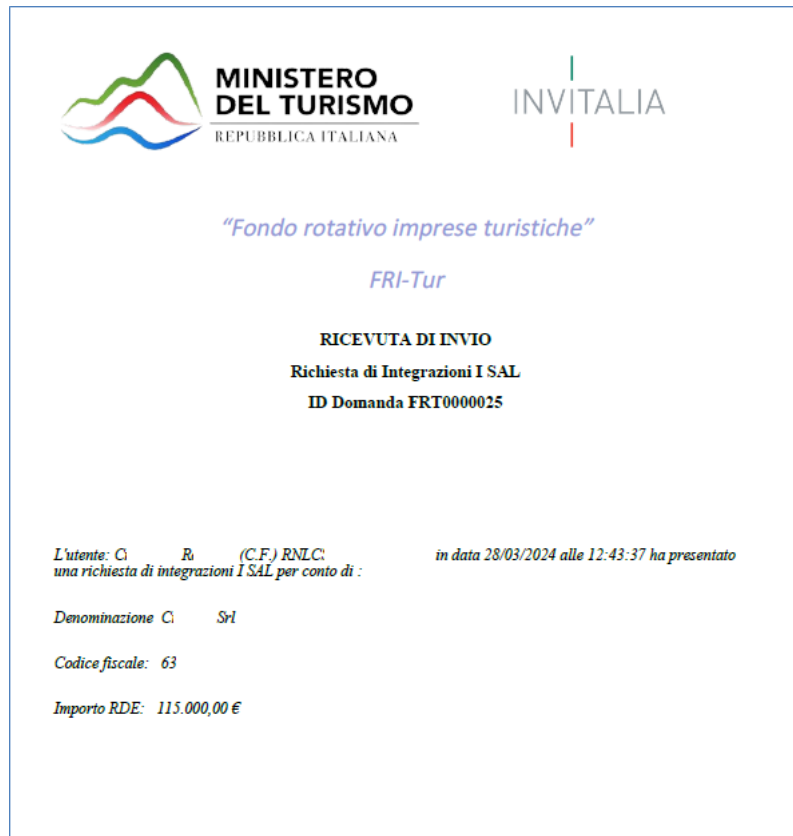 MINISTERO
DEL TURISMO
REPUBBLICA ITALIANA
INVITALIA
“Fondo rotativo imprese turistiche”
FRI-Tur
RICEVUTA DI INVIO
Richiesta di Integrazioni I SAL
ID Domanda FRT0000025
L'utente: (C.F.) in data 28/03/2024 alle 12:43:37 ha presentato
una richiesta di integrazioni I SAL per conto di :
Denominazione Srl
Codice fiscale: 63
Importo RDE: 115.000,00 €